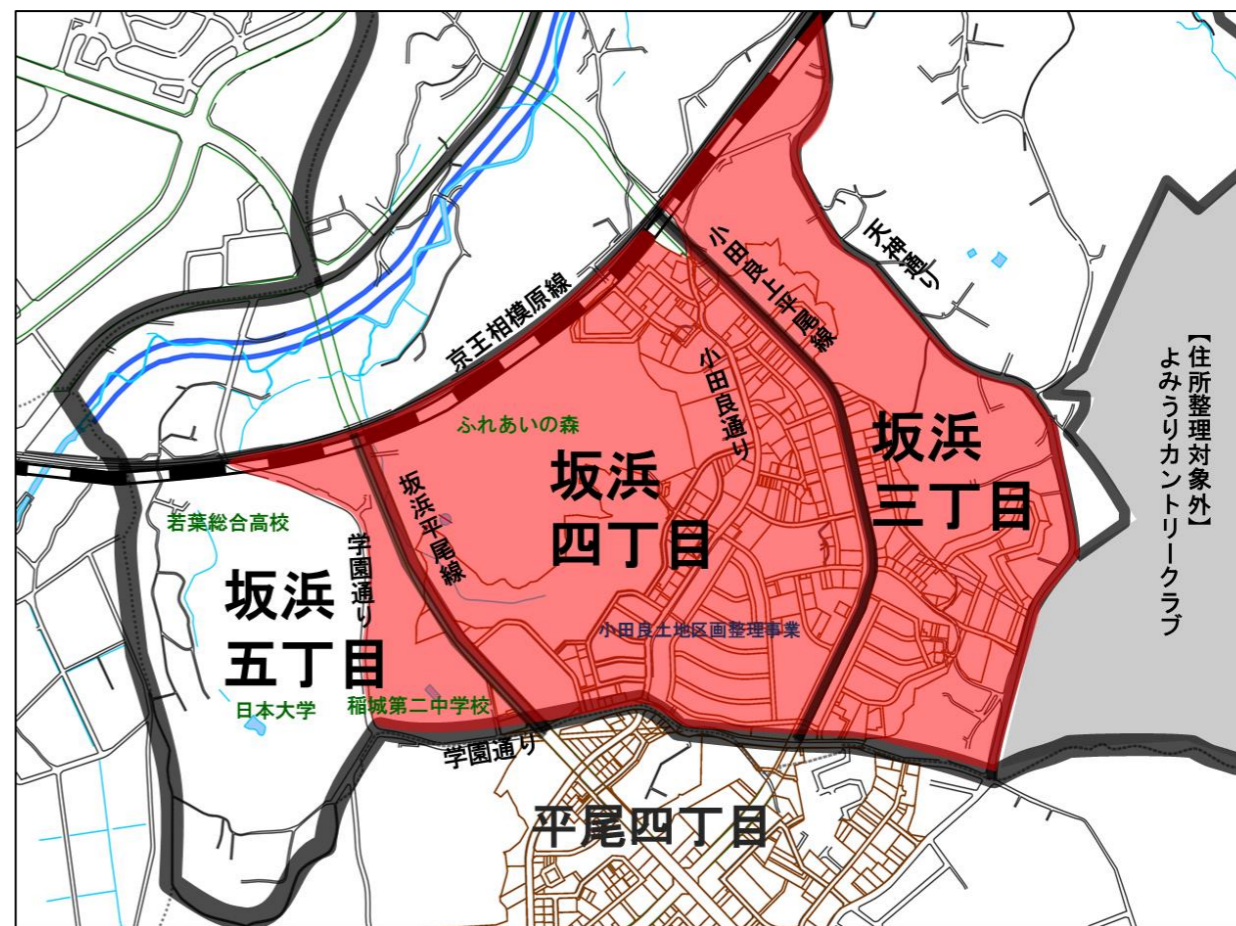 小田良上平尾線
天神通り
京王相模原線
小田良通り
【住所整理対象外】
よみうりカントリークラブ
ふれあいの森
坂浜
三丁目
坂浜
四丁目
坂浜平尾線
若葉総合高校
学園通り
坂浜
五丁目
小田良土地区画整理事業
日本大学
稲城第二中学校
学園通り
平尾四丁目